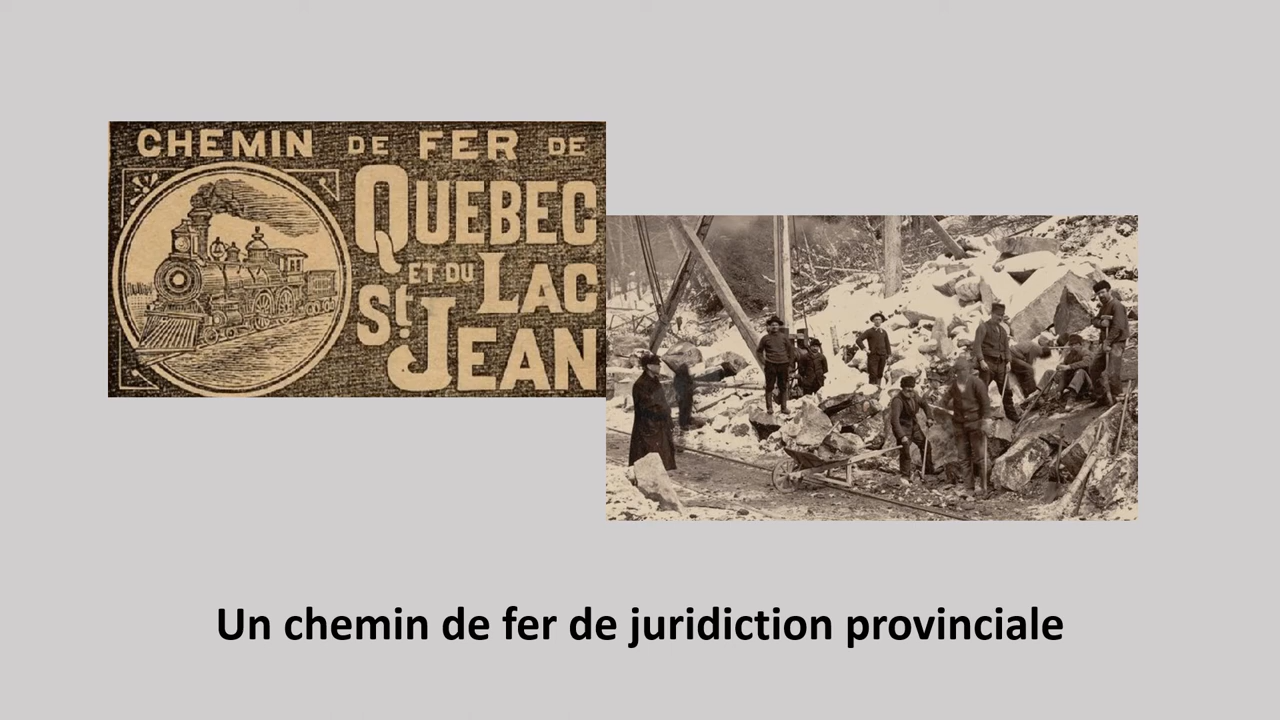 CHEMIN DE FER DE
QUEBEC
ET DU LAC
St JEAN
Un chemin de fer de juridiction provinciale